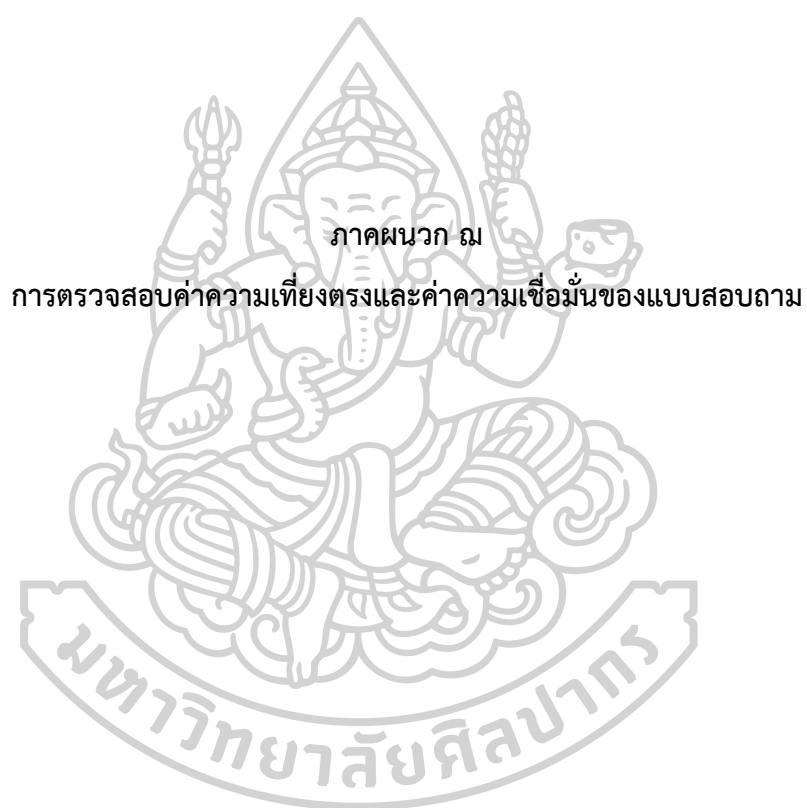 ภาคผนวก ฌ
การตรวจสอบค่าความเที่ยงตรงและค่าความเชื่อมั่นของแบบสอบถาม
มหาวิทยาลัยศิลปากร